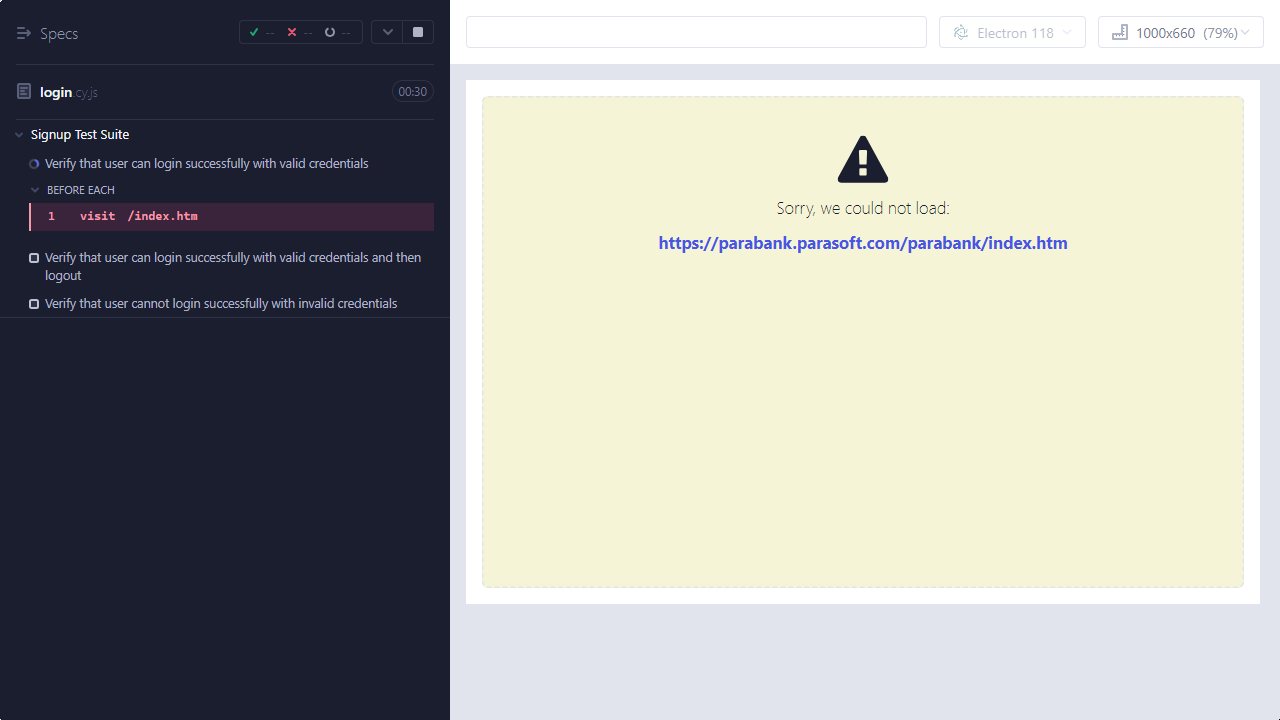 Specs
-- -- --
login.cy.js
00:30
Signup Test Suite
Verify that user can login successfully with valid credentials
BEFORE EACH
1 visit /index.htm
Verify that user can login successfully with valid credentials and then
logout
Verify that user cannot login successfully with invalid credentials
Electron 118
1000x660 (79%)
Sorry, we could not load:
https://parabank.parasoft.com/parabank/index.htm